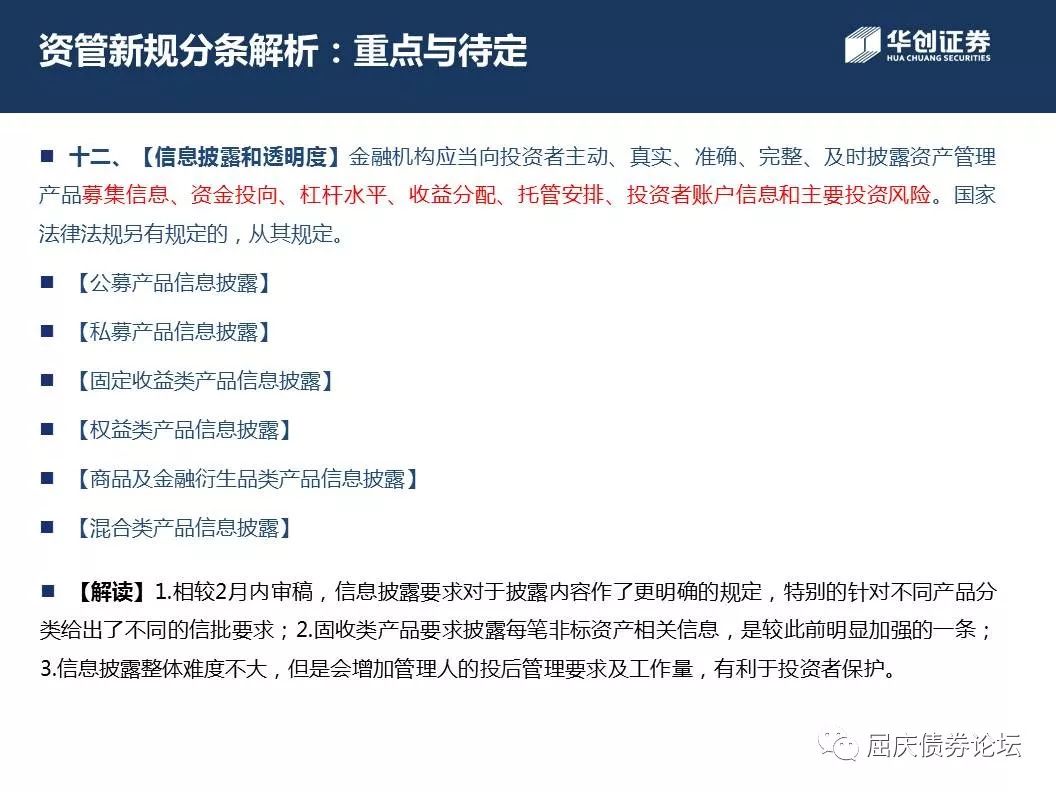 资管新规分条解析：重点与待定
华创证券
HUA CHUANG SECURITIES
■ 十二、【信息披露和透明度】金融机构应当向投资者主动、真实、准确、完整、及时披露资产管理
产品募集信息、资金投向、杠杆水平、收益分配、托管安排、投资者账户信息和主要投资风险。国家
法律法规另有规定的，从其规定。
■ 【公募产品信息披露】
■ 【私募产品信息披露】
■ 【固定收益类产品信息披露】
■ 【权益类产品信息披露】
■ 【商品及金融衍生品类产品信息披露】
■ 【混合类产品信息披露】
■ 【解读】1.相较2月内审稿，信息披露要求对于披露内容作了更明确的规定，特别的针对不同产品分
类给出了不同的信批要求；2.固收类产品要求披露每笔非标资产相关信息，是较此前明显加强的一条；
3.信息披露整体难度不大，但是会增加管理人的投后管理要求及工作量，有利于投资者保护。
屈庆债券论坛